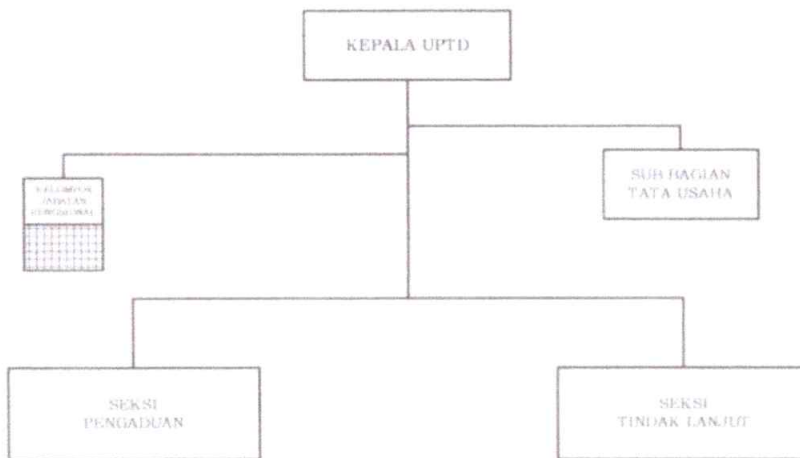 KEPALA UPTD
SUB BAGIAN
TATA USAHA
KELOMPOK
JABATAN
FUNGSIONAL
SEKSI
PENGADUAN
SEKSI
TINDAK LANJUT